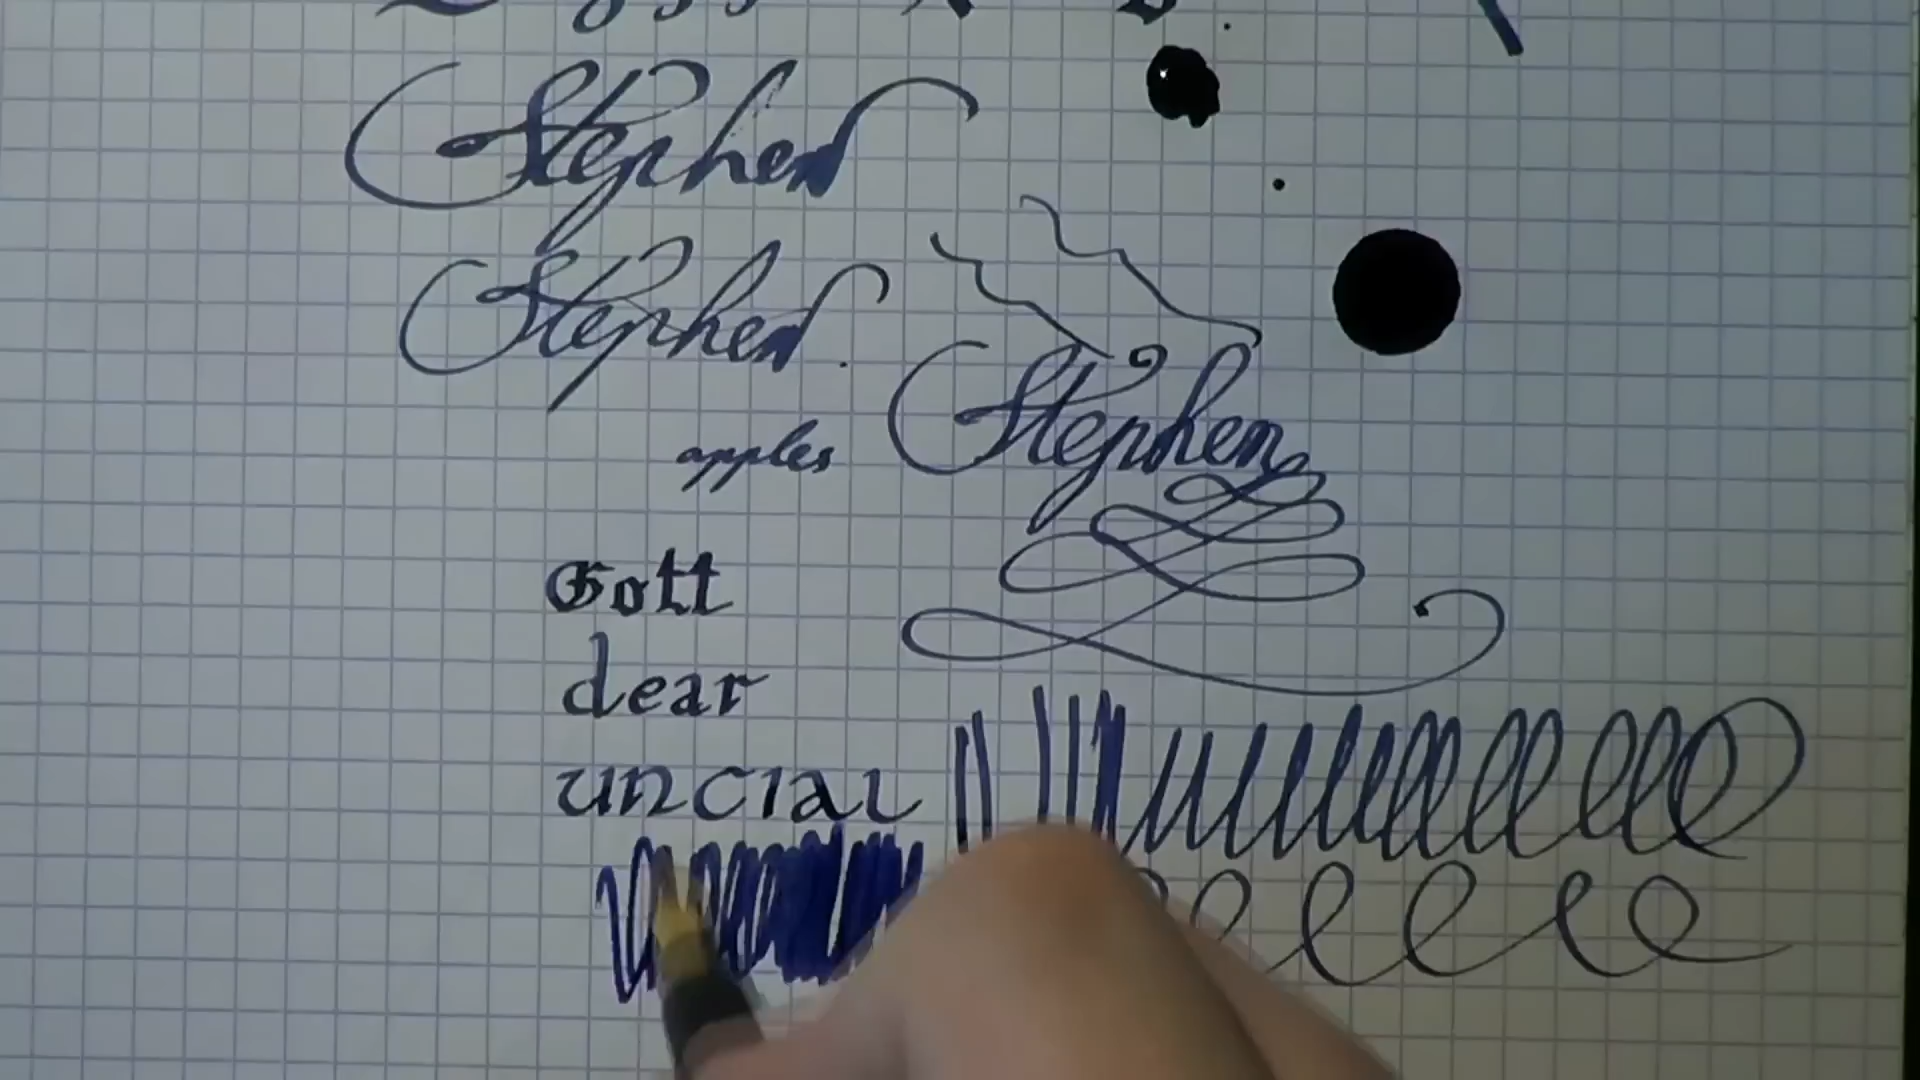 Stephen
Stephen.
Stephen
apples
Gott
dear
uncial